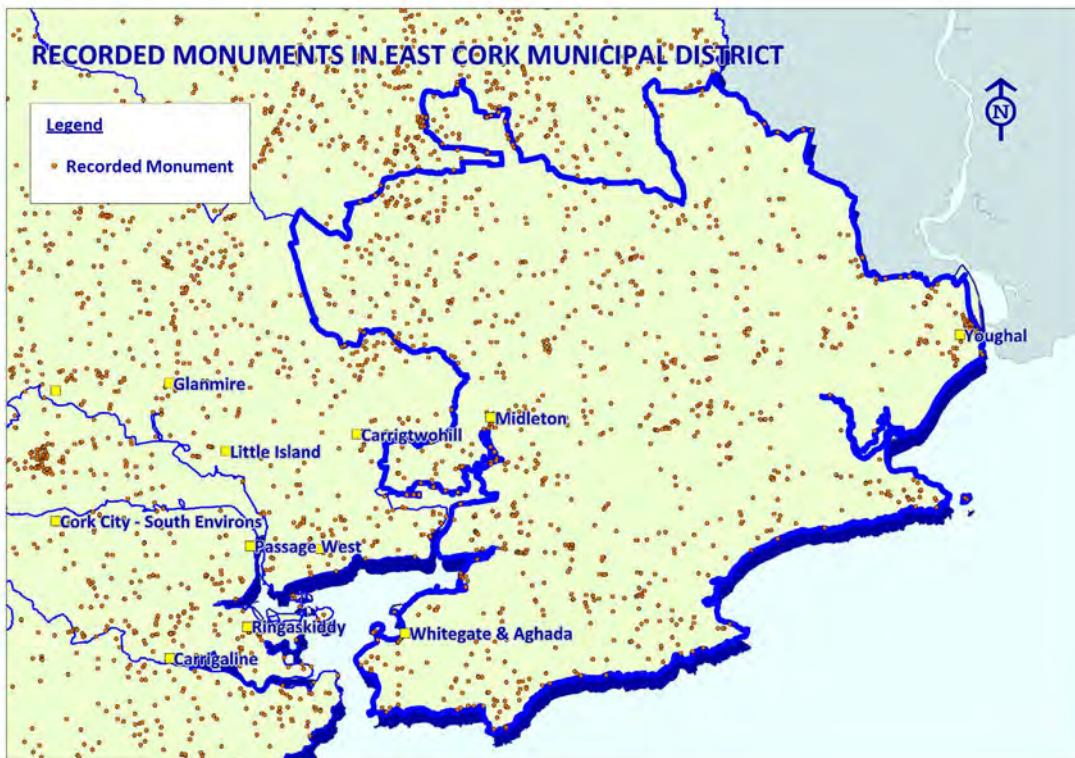 RECORDED MONUMENTS IN EAST CORK MUNICIPAL DISTRICT
N
Legend
Recorded Monument
Youghal
Glanmire
Midleton
Carrigtwohill
Little Island
Cork City - South Environs
Passage West
Ringaskiddy
Whitegate & Aghada
Carrigaline